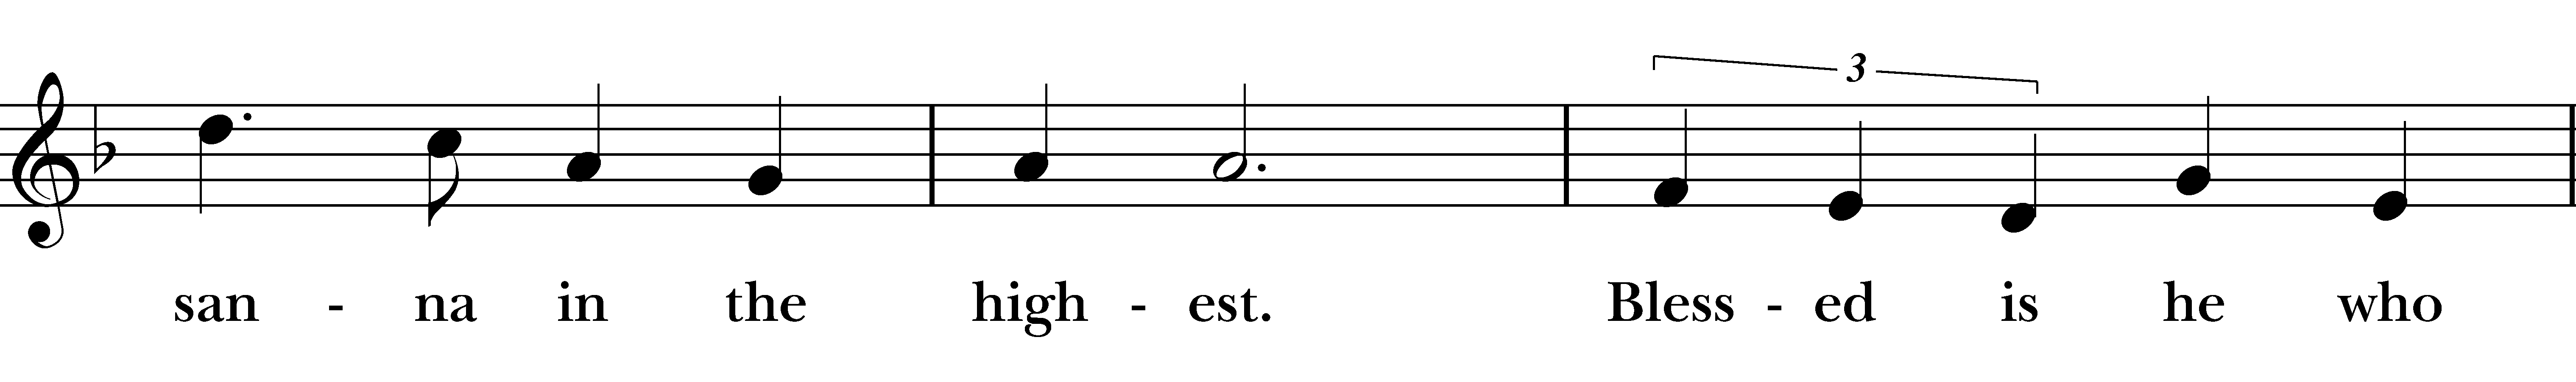 3
san - na in the high - est. Bless - ed is he who